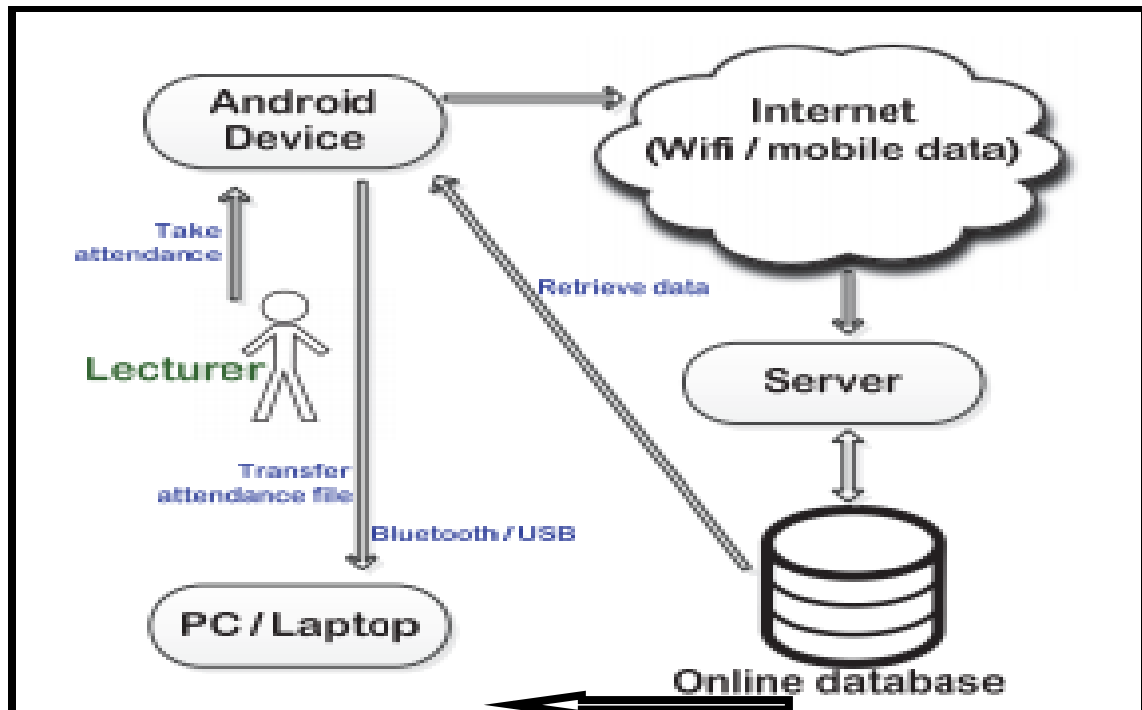 Android
Device
Internet
(Wifi / mobile data)
Take
attendance
Retrieve data
Lecturer
Server
Transfer
attendance file
Bluetooth / USB
PC / Laptop
Online database